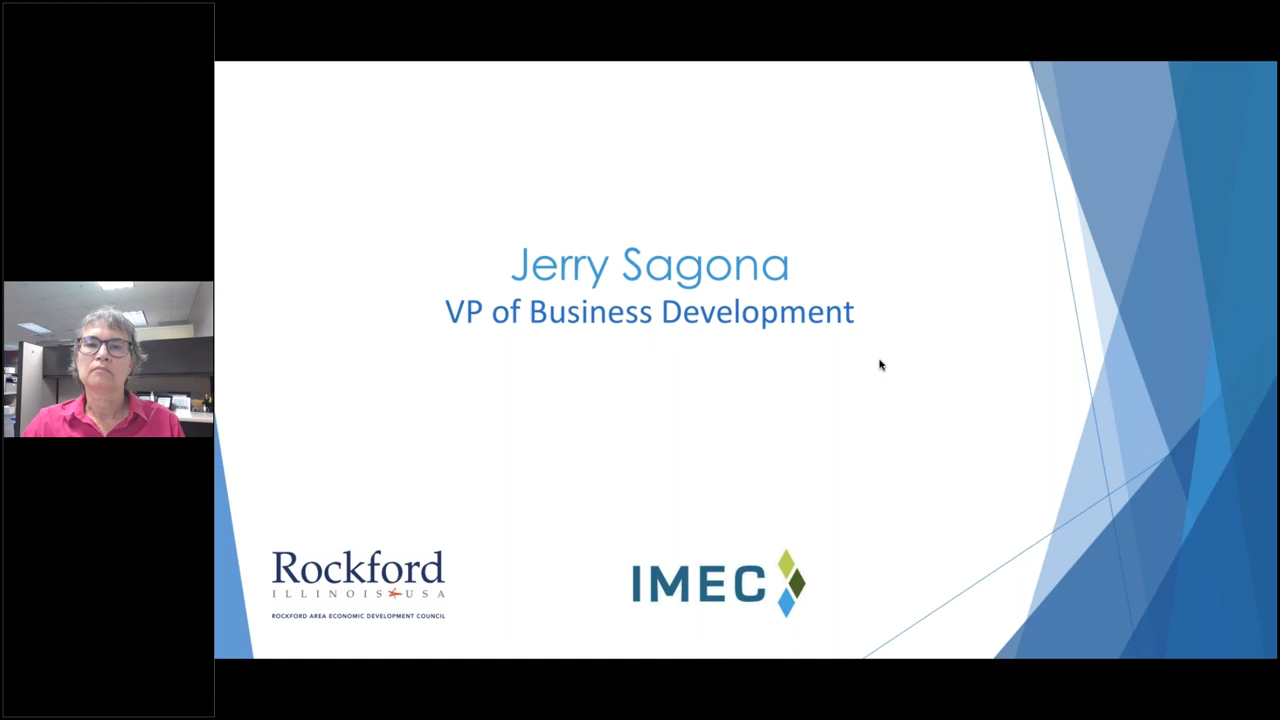 Jerry Sagona
VP of Business Development
Rockford
ILLINOIS USA
ROCKFORD AREA ECONOMIC DEVELOPMENT COUNCIL
IMEC